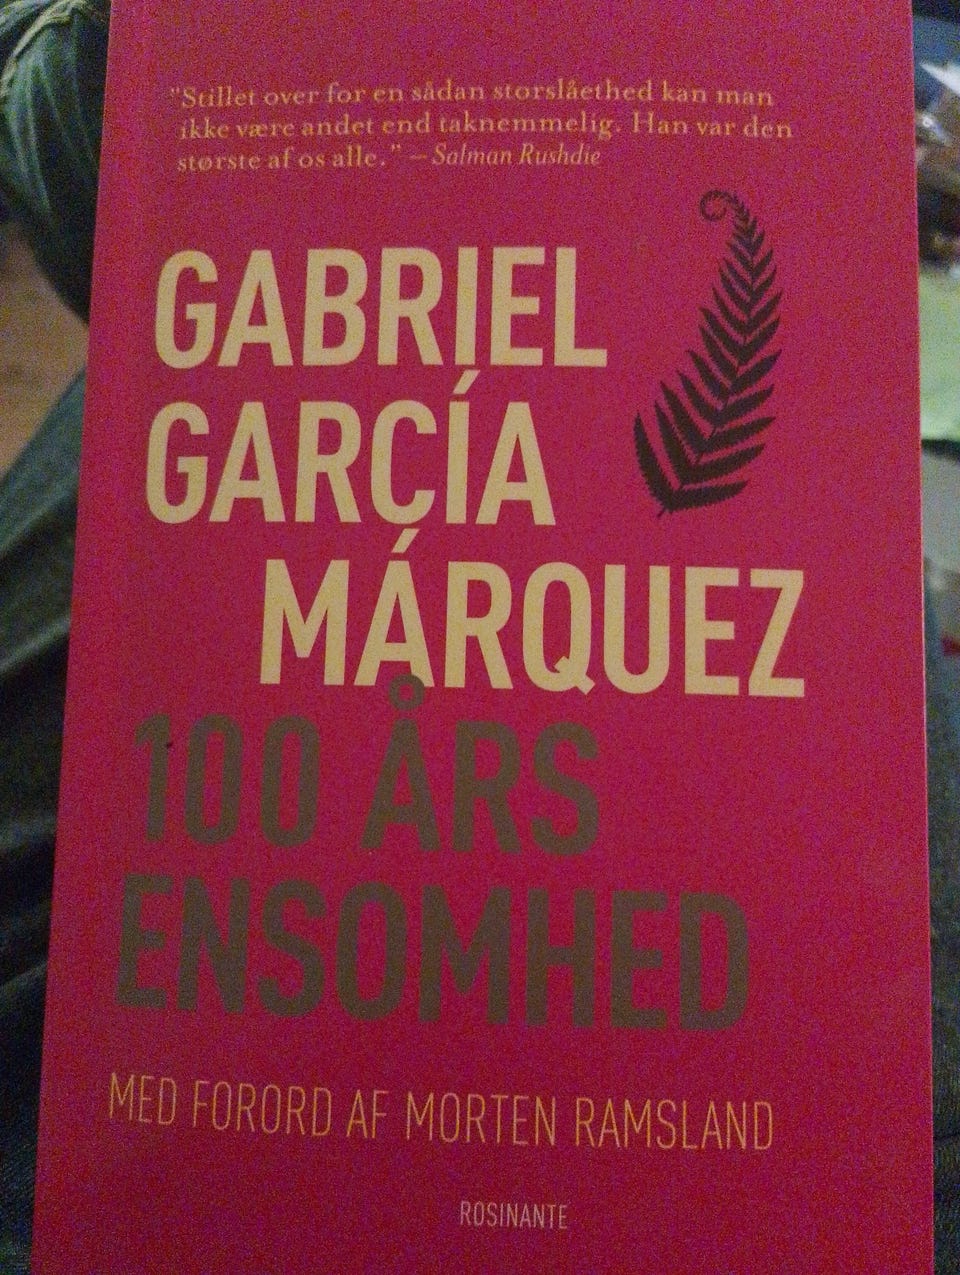 "Stillet over for en sådan storslåethed kan man
ikke være andet end taknemmelig. Han var den
største af os alle." – Salman Rushdie
GABRIEL
GARCÍA
MÁRQUEZ
100 ÅRS
ENSOMHED
MED FORORD AF MORTEN RAMSLAND
ROSINANTE